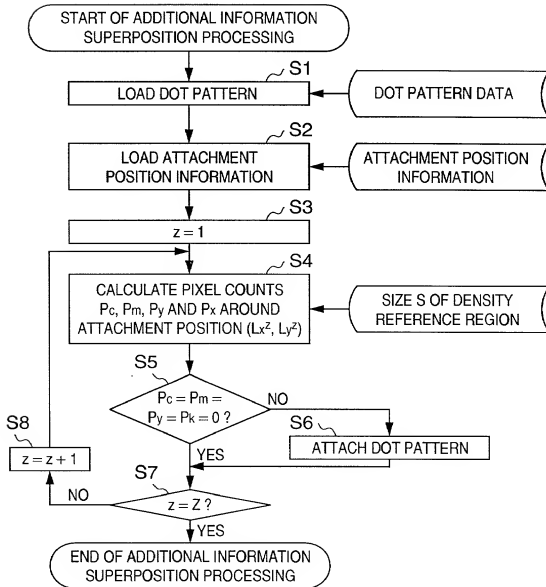 START OF ADDITIONAL INFORMATION
SUPERPOSITION PROCESSING
S1
LOAD DOT PATTERN
DOT PATTERN DATA
S2
LOAD ATTACHMENT
POSITION INFORMATION
ATTACHMENT POSITION
INFORMATION
S3
z = 1
S4
CALCULATE PIXEL COUNTS
Pc, Pm, Py AND Px AROUND
ATTACHMENT POSITION (Lx^z, Ly^z)
SIZE S OF DENSITY
REFERENCE REGION
S5
Pc = Pm =
Py = Pk = 0 ?
NO
S6
ATTACH DOT PATTERN
YES
S8
z = z + 1
S7
NO
z = Z ?
YES
END OF ADDITIONAL INFORMATION
SUPERPOSITION PROCESSING